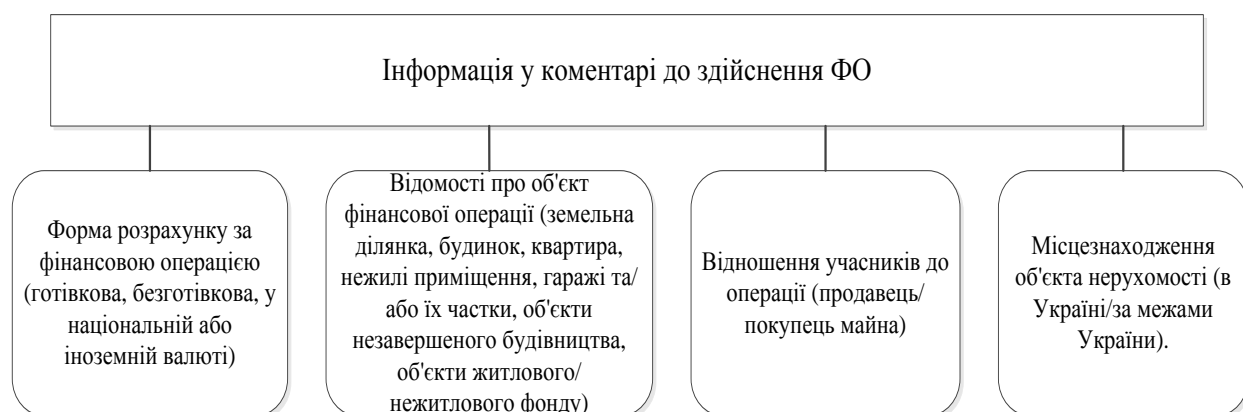 Інформація у коментарі до здійснення ФО
Форма розрахунку за
фінансовою операцією
(готівкова, безготівкова, у
національній або
іноземній валюті)
Відомості про об'єкт
фінансової операції (земельна
ділянка, будинок, квартира,
нежилі приміщення, гаражі та/
або їх частки, об'єкти
незавершеного будівництва,
об'єкти житлового/
нежитлового фонду)
Відношення учасників до
операції (продавець/
покупець майна)
Місцезнаходження
об'єкта нерухомості (в
Україні/за межами
України).